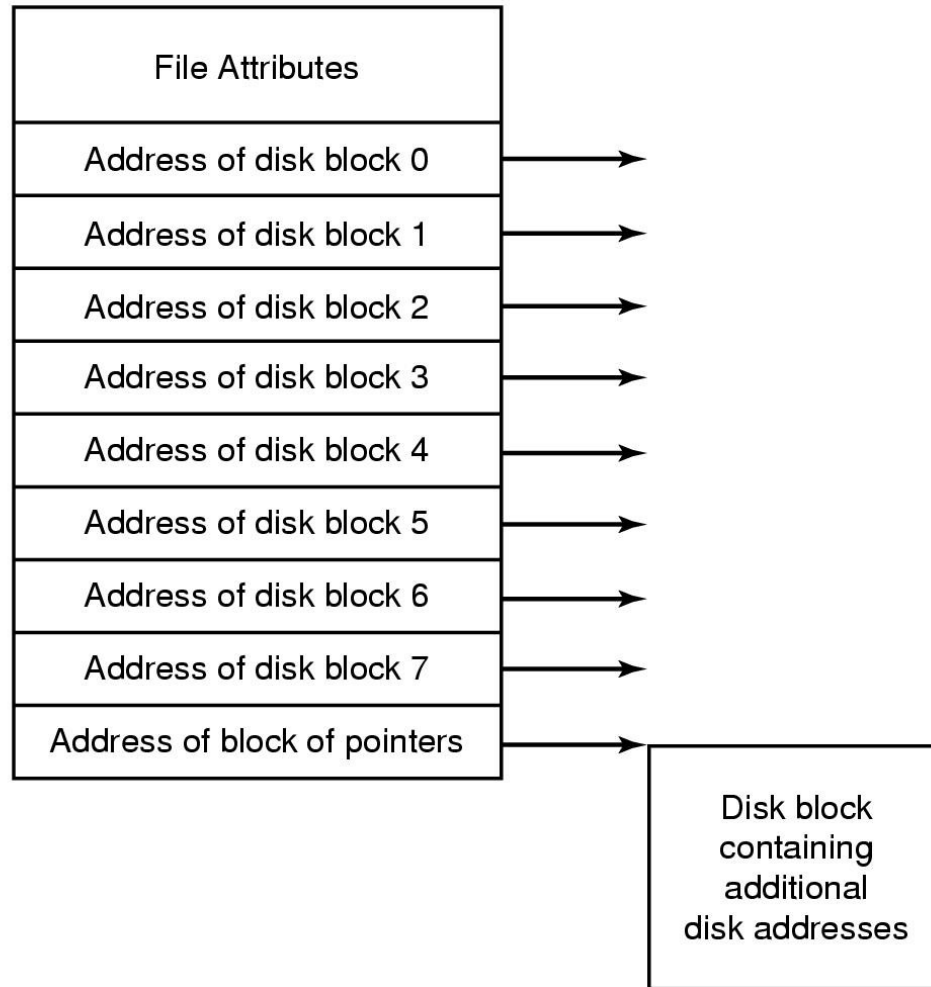 File Attributes
Address of disk block 0
Address of disk block 1
Address of disk block 2
Address of disk block 3
Address of disk block 4
Address of disk block 5
Address of disk block 6
Address of disk block 7
Address of block of pointers
Disk block
containing
additional
disk addresses